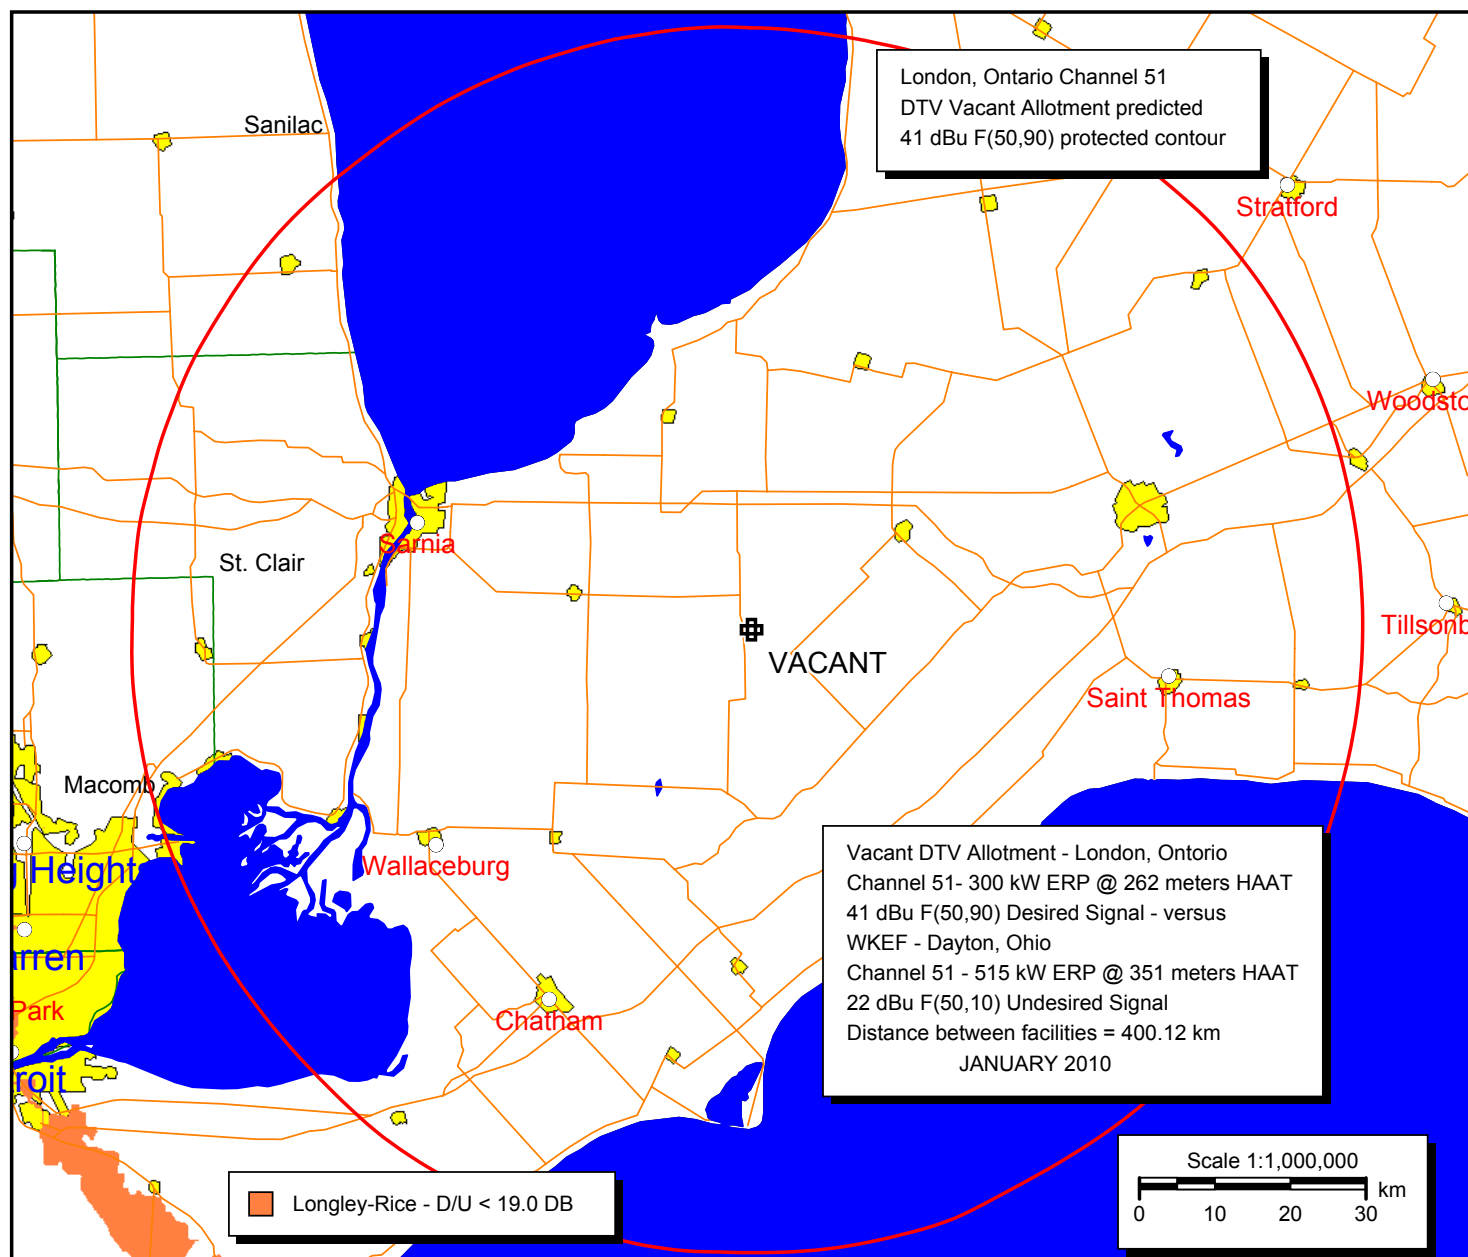 London, Ontario Channel 51
DTV Vacant Allotment predicted
41 dBu F(50,90) protected contour
Sanilac
Stratford
Woodsto
Sarnia
St. Clair
Tillsonb
VACANT
Saint Thomas
Macomb
Height
Wallaceburg
rren
Park
Chatham
roit
Vacant DTV Allotment - London, Ontorio
Channel 51- 300 kW ERP @ 262 meters HAAT
41 dBu F(50,90) Desired Signal - versus
WKEF - Dayton, Ohio
Channel 51 - 515 kW ERP @ 351 meters HAAT
22 dBu F(50,10) Undesired Signal
Distance between facilities = 400.12 km
JANUARY 2010
Longley-Rice - D/U < 19.0 DB
Scale 1:1,000,000
km
0 10 20 30